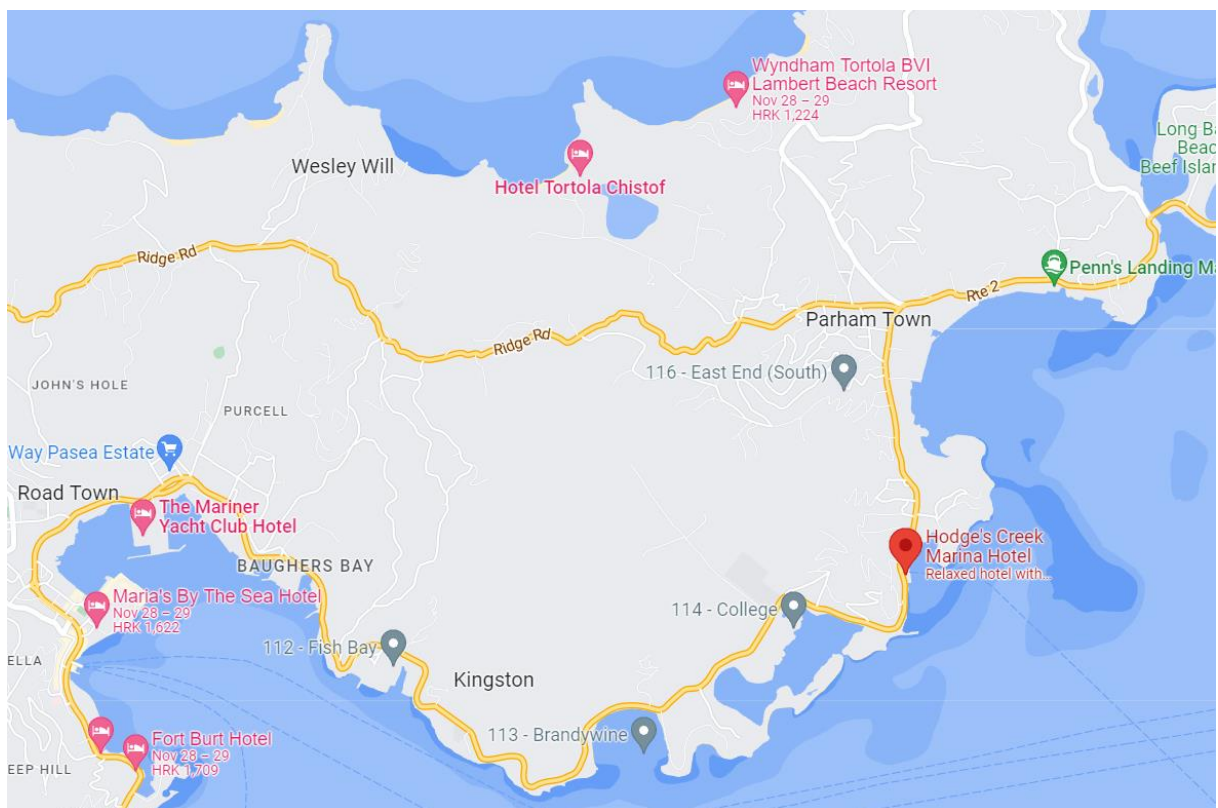 Wyndham Tortola BVI
Lambert Beach Resort
Nov 28 – 29
HRK 1,224
Long Ba
Beac
Beef Islan
Wesley Will
Hotel Tortola Chistof
Ridge Rd
Penn's Landing Ma
Rte 2
Parham Town
Ridge Rd
116 - East End (South)
JOHN'S HOLE
PURCELL
Way Pasea Estate
Road Town
The Mariner
Yacht Club Hotel
Hodge's Creek
Marina Hotel
Relaxed hotel with...
BAUGHERS BAY
Maria's By The Sea Hotel
Nov 28 – 29
HRK 1,622
114 - College
112 - Fish Bay
ELLA
Kingston
113 - Brandywine
Fort Burt Hotel
Nov 28 – 29
HRK 1,709
EEP HILL